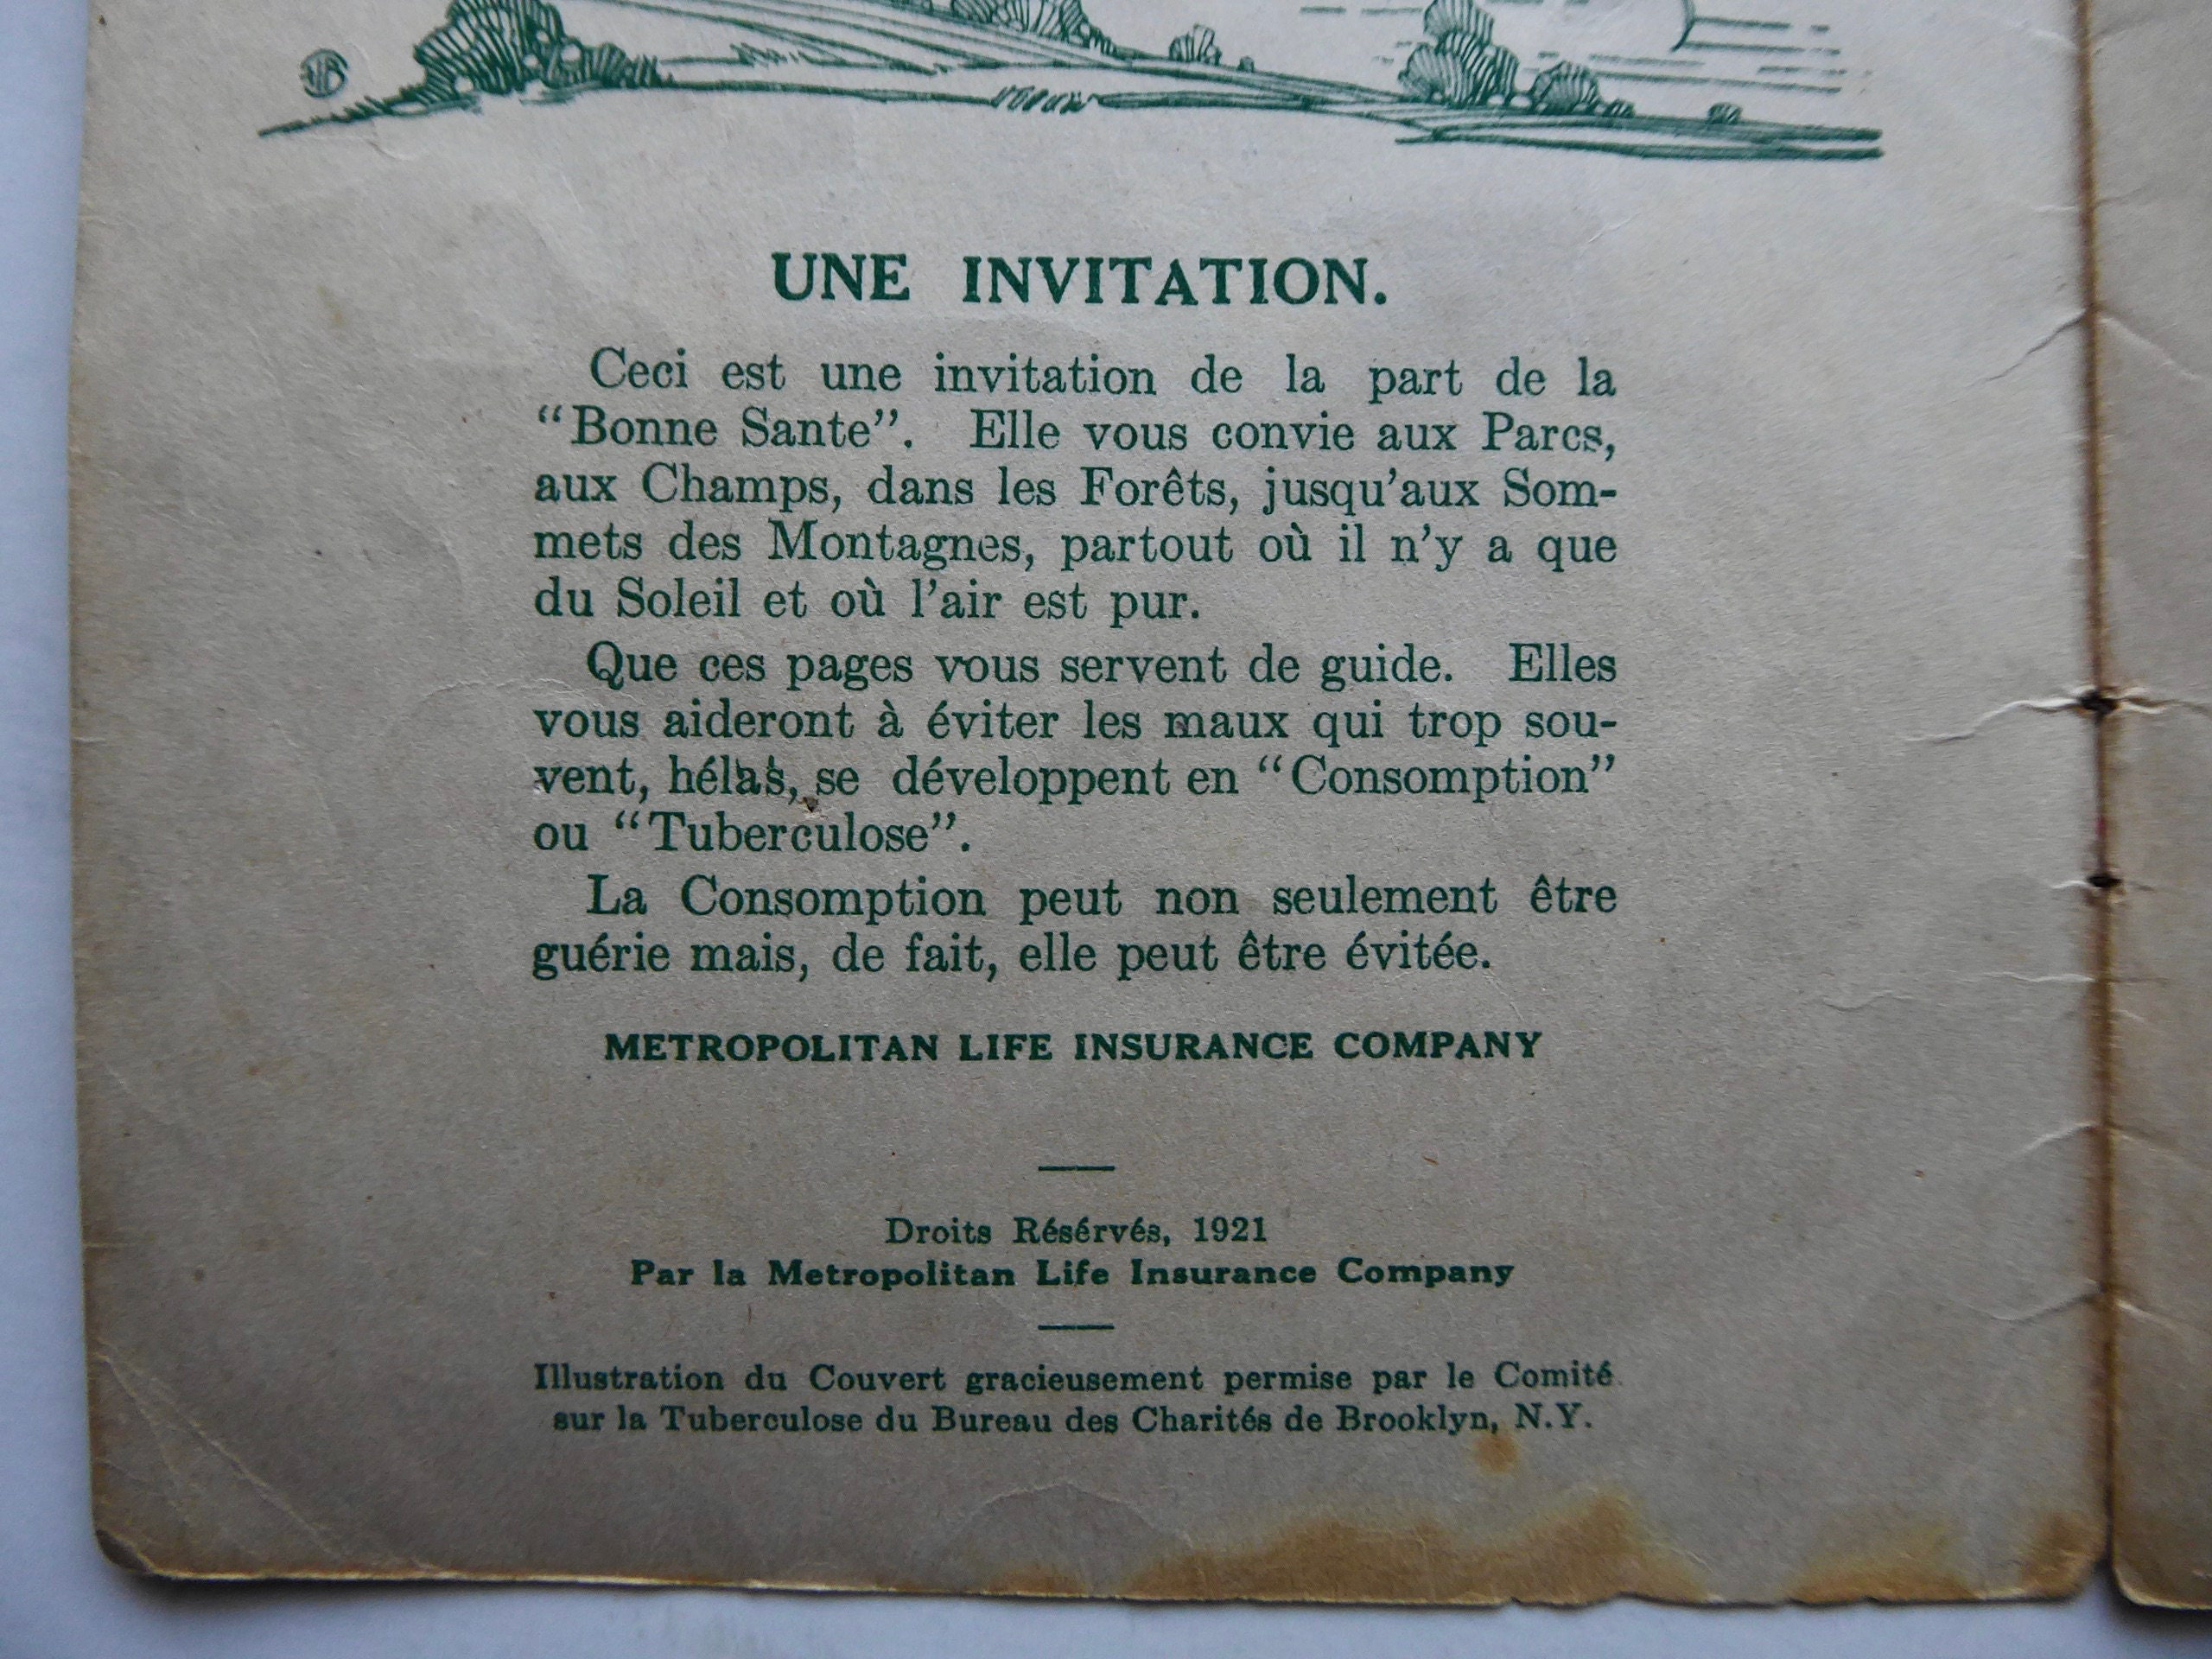 UNE INVITATION.
Ceci est une invitation de la part de la
“Bonne Sante”. Elle vous convie aux Parcs,
aux Champs, dans les Forêts, jusqu’aux Som-
mets des Montagnes, partout où il n’y a que
du Soleil et où l’air est pur.
Que ces pages vous servent de guide. Elles
vous aideront à éviter les maux qui trop sou-
vent, hélas, se développent en “Consomption”
ou “Tuberculose”.
La Consomption peut non seulement être
guérie mais, de fait, elle peut être évitée.
METROPOLITAN LIFE INSURANCE COMPANY
Droits Résérvés, 1921
Par la Metropolitan Life Insurance Company
Illustration du Couvert gracieusement permise par le Comité
sur la Tuberculose du Bureau des Charités de Brooklyn, N.Y.